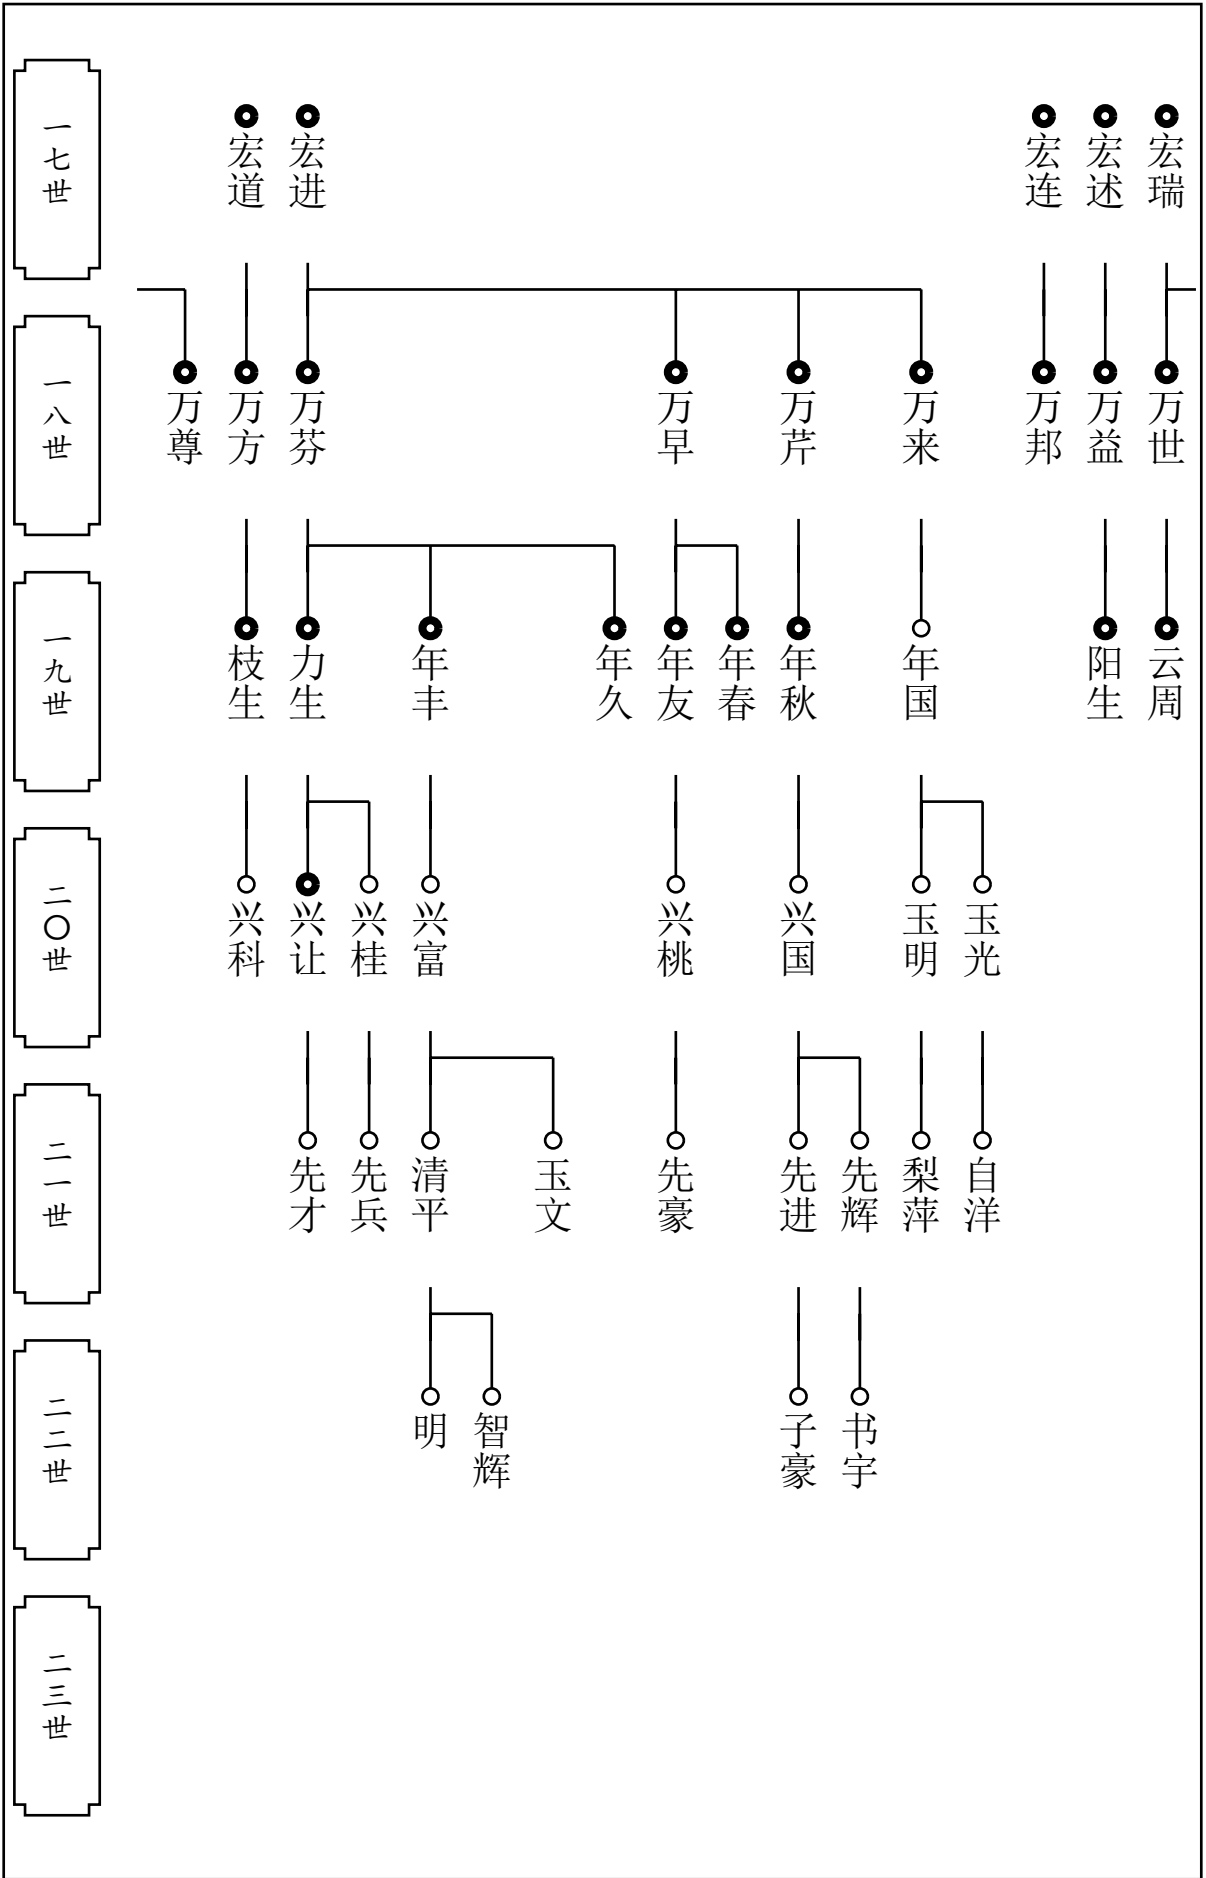 一七世
宏瑞
宏述
宏连
宏进
宏道
一八世
万世
万益
万邦
万来
万芹
万早
万芬
万方
万尊
一九世
云周
阳生
年国
年秋
年春
年友
年久
年丰
力生
枝生
二〇世
玉光
玉明
兴国
兴桃
兴富
兴桂
兴让
兴科
二一世
自洋
梨萍
先辉
先进
先豪
玉文
清平
先兵
先才
二二世
书宇
子豪
智辉
明
二三世